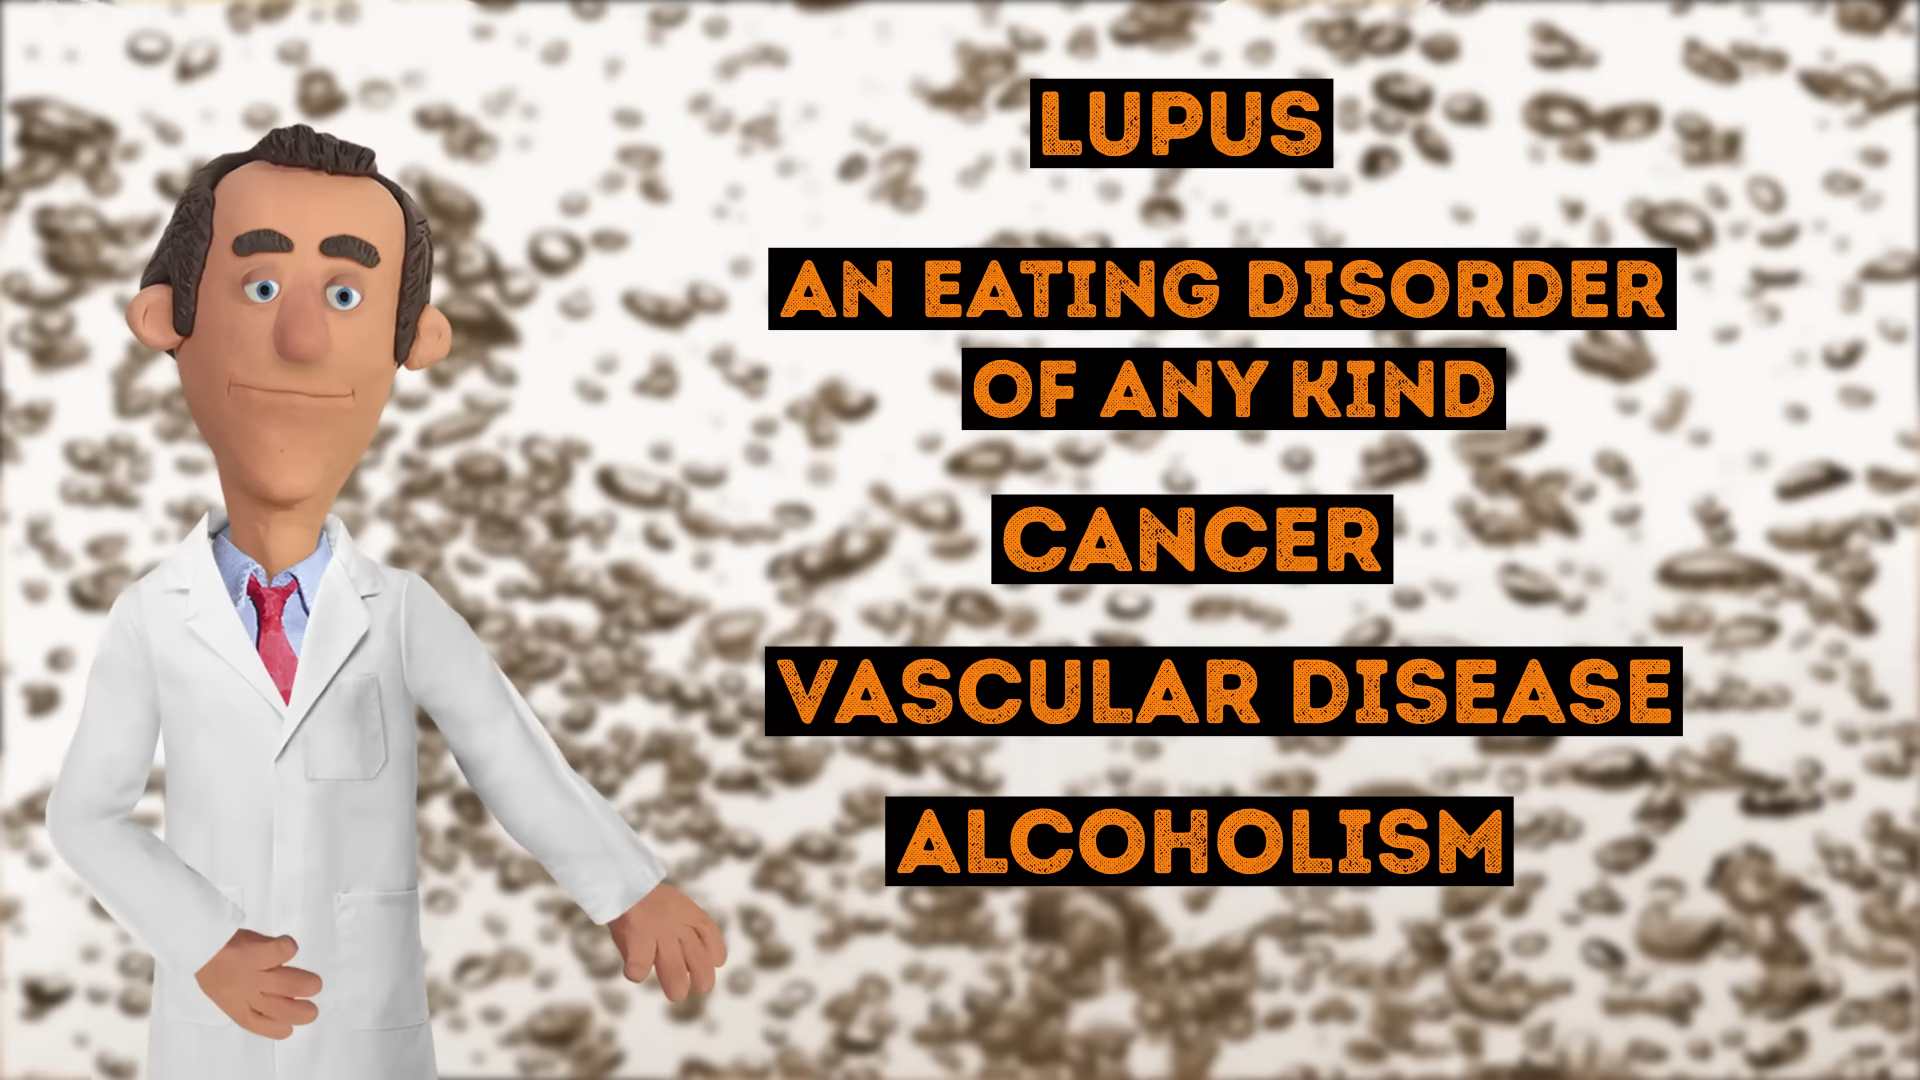 LUPUS
AN EATING DISORDER
OF ANY KIND
CANCER
VASCULAR DISEASE
ALCOHOLISM